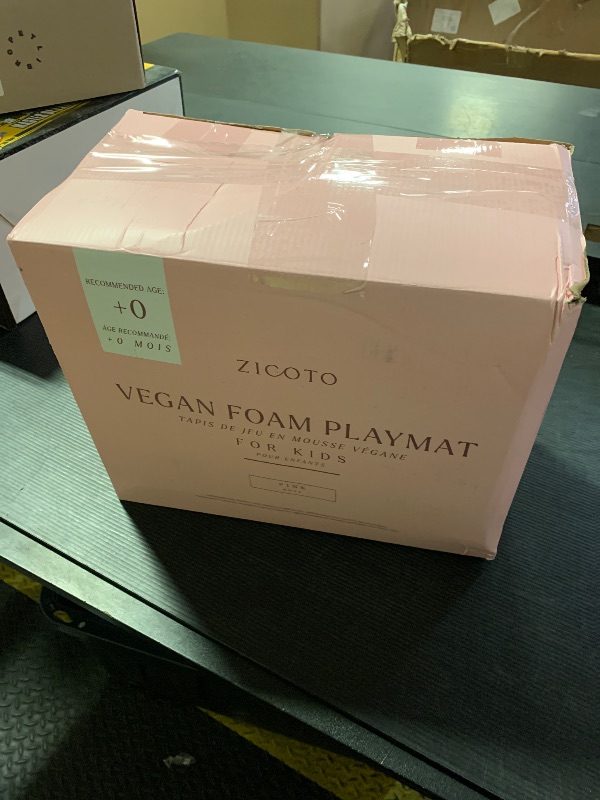 RECOMMENDED AGE:
+0
ÂGE RECOMMANDÉ:
+0 MOIS
ZICOTO
VEGAN FOAM PLAYMAT
TAPIS DE JEU EN MOUSSE VÉGANE
FOR KIDS
POUR ENFANTS
PINK